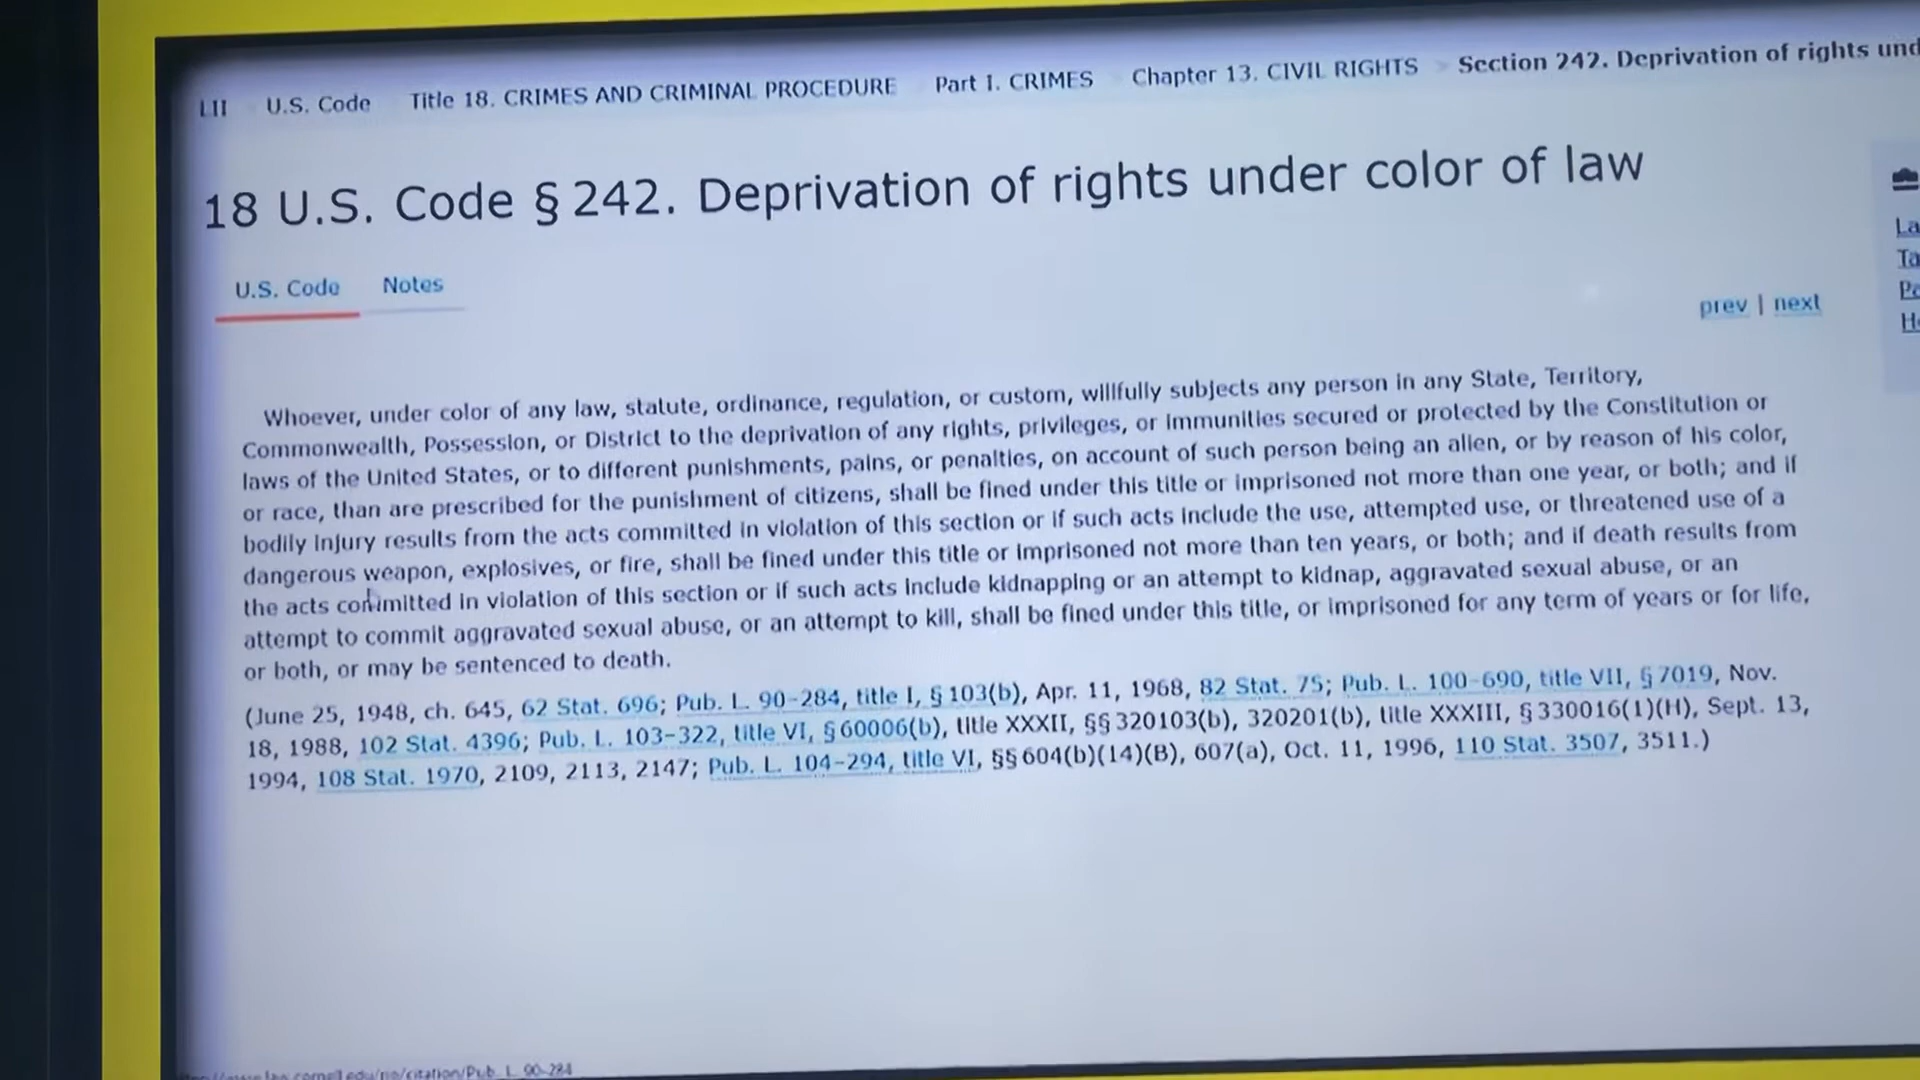 LII U.S. Code Title 18. CRIMES AND CRIMINAL PROCEDURE Part I. CRIMES Chapter 13. CIVIL RIGHTS Section 242. Deprivation of rights und
18 U.S. Code § 242. Deprivation of rights under color of law
U.S. Code Notes
prev | next
Whoever, under color of any law, statute, ordinance, regulation, or custom, willfully subjects any person in any State, Territory,
Commonwealth, Possession, or District to the deprivation of any rights, privileges, or immunities secured or protected by the Constitution or
laws of the United States, or to different punishments, pains, or penalties, on account of such person being an alien, or by reason of his color,
or race, than are prescribed for the punishment of citizens, shall be fined under this title or imprisoned not more than one year, or both; and if
bodily injury results from the acts committed in violation of this section or if such acts include the use, attempted use, or threatened use of a
dangerous weapon, explosives, or fire, shall be fined under this title or imprisoned not more than ten years, or both; and if death results from
the acts committed in violation of this section or if such acts include kidnapping or an attempt to kidnap, aggravated sexual abuse, or an
attempt to commit aggravated sexual abuse, or an attempt to kill, shall be fined under this title, or imprisoned for any term of years or for life,
or both, or may be sentenced to death.
(June 25, 1948, ch. 645, 62 Stat. 696; Pub. L. 90–284, title I, § 103(b), Apr. 11, 1968, 82 Stat. 75; Pub. L. 100–690, title VII, § 7019, Nov.
18, 1988, 102 Stat. 4396; Pub. L. 103–322, title VI, § 60006(b), title XXXII, §§ 320103(b), 320201(b), title XXXIII, § 330016(1)(H), Sept. 13,
1994, 108 Stat. 1970, 2109, 2113, 2147; Pub. L. 104–294, title VI, §§ 604(b)(14)(B), 607(a), Oct. 11, 1996, 110 Stat. 3507, 3511.)
La
Ta